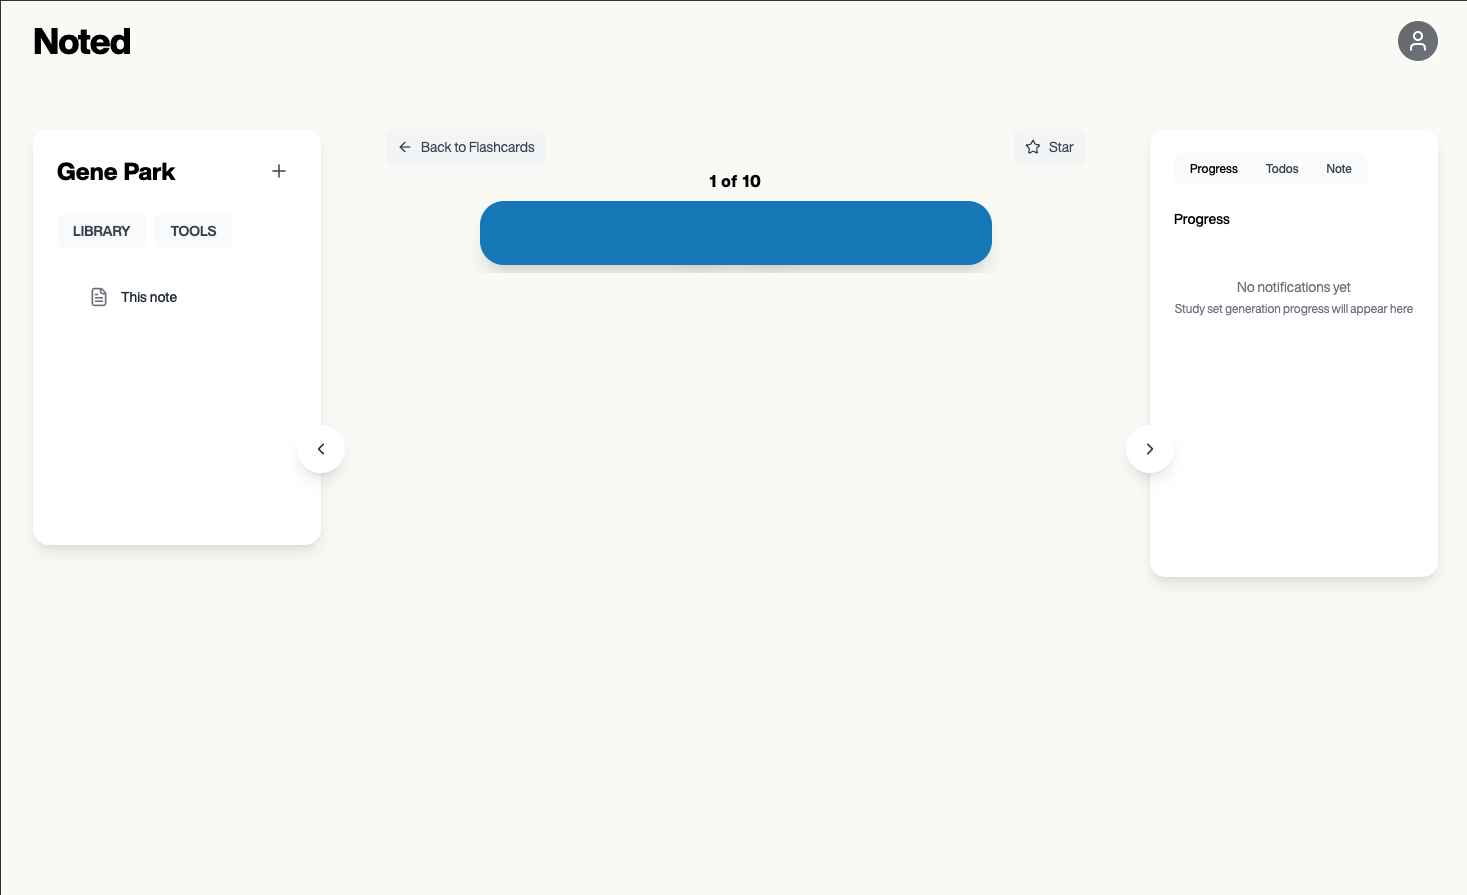 Noted
Gene Park
LIBRARY
TOOLS
This note
Back to Flashcards
Star
1 of 10
Progress
Todos
Note
Progress
No notifications yet
Study set generation progress will appear here